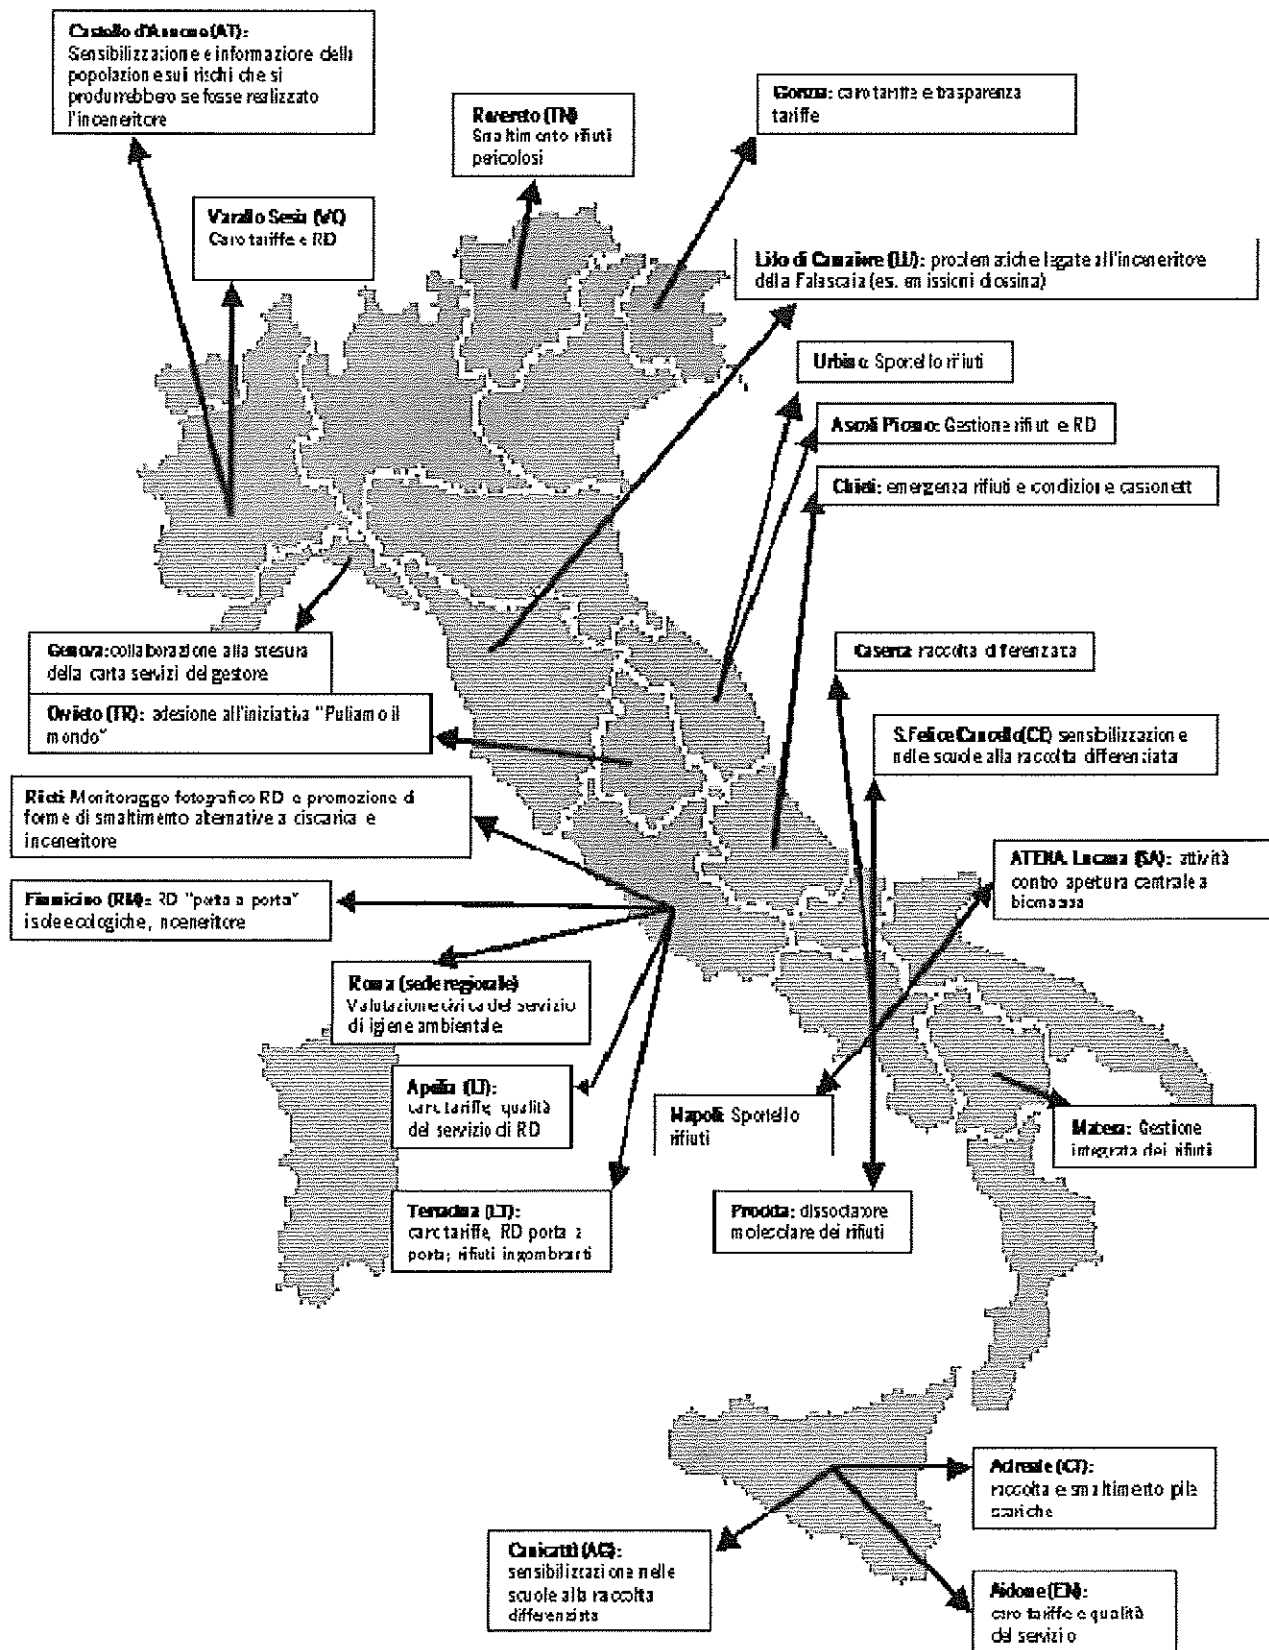 Castello d'Annone (AT):
Sensibilizzazione e informazione della
popolazione sui rischi che si
produrrebbero se fosse realizzato
l'inceneritore
Rovereto (TN)
Smaltimento rifiuti
pericolosi
Gorizia: caro tariffe e trasparenza
tariffe
Varallo Sesia (VC)
Caro tariffe e RD
Lido di Camaiore (LU): problematiche legate all'inceneritore
della Falascaia (es. emissioni diossina)
Urbino: Sportello rifiuti
Ascoli Piceno: Gestione rifiuti e RD
Chieti: emergenza rifiuti e condizione cassonetti
Genova: collaborazione alla stesura
della carta servizi del gestore
Caserta: raccolta differenziata
Orvieto (TR): adesione all'iniziativa "Puliamo il
mondo"
S.Felice Cancello(CE) sensibilizzazione
nelle scuole alla raccolta differenziata
Rieti: Monitoraggo fotografico RD e promozione di
forme di smaltimento alternative a discarica e
inceneritore
ATENA Lucana (SA): attività
contro apertura centrale a
biomassa
Fiumicino (RM): RD "porta a porta"
isole ecologiche, inceneritore
Roma (sede regionale)
Valutazione civica del servizio
di igiene ambientale
Aprilia (LT):
caro tariffe, qualità
del servizio di RD
Napoli: Sportello
rifiuti
Matera: Gestione
integrata dei rifiuti
Terracina (LT):
caro tariffe, RD porta a
porta; rifiuti ingombranti
Procida: dissociatore
molecolare dei rifiuti
Acireale (CT):
raccolta e smaltimento pile
scariche
Canicattì (AG):
sensibilizzazione nelle
scuole alla raccolta
differenziata
Aidone (EN):
caro tariffe e qualità
del servizio